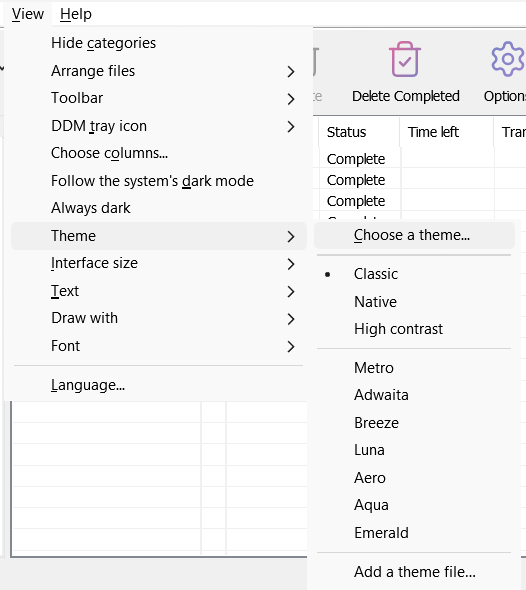 View Help
Hide categories
Arrange files
Toolbar
DDM tray icon
Choose columns...
Follow the system's dark mode
Always dark
Theme
Interface size
Text
Draw with
Font
Language...
Delete Completed
Status Time left
Complete
Complete
Complete
Choose a theme...
Classic
Native
High contrast
Metro
Adwaita
Breeze
Luna
Aero
Aqua
Emerald
Add a theme file...